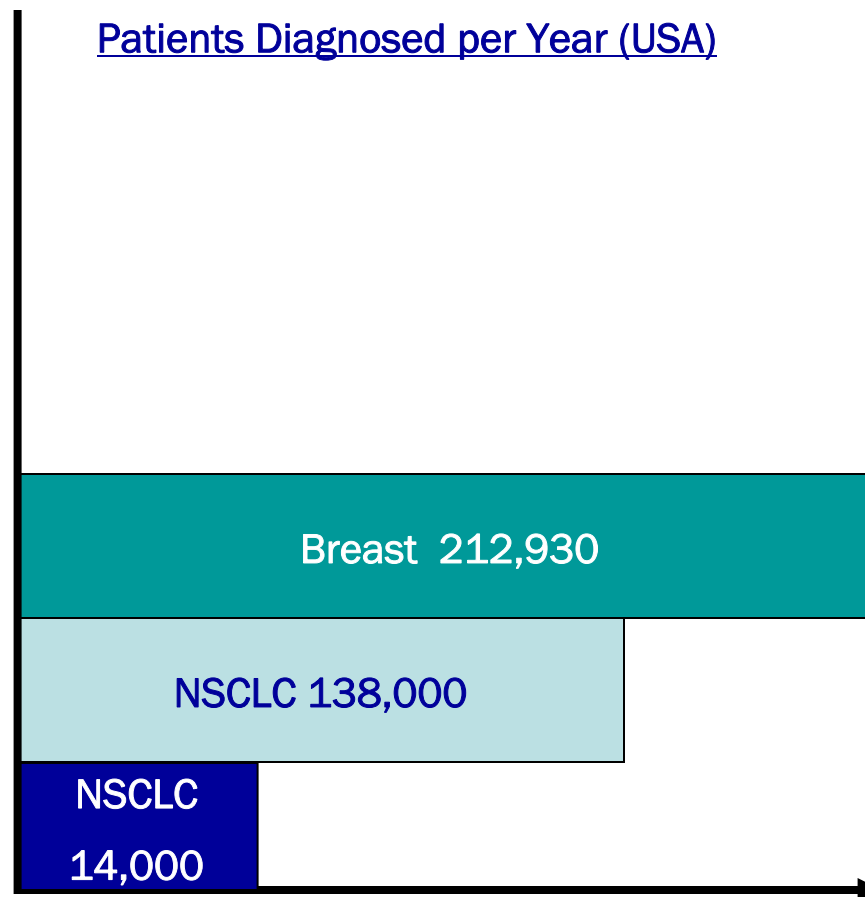 Patients Diagnosed per Year (USA)
Breast 212,930
NSCLC 138,000
NSCLC
14,000